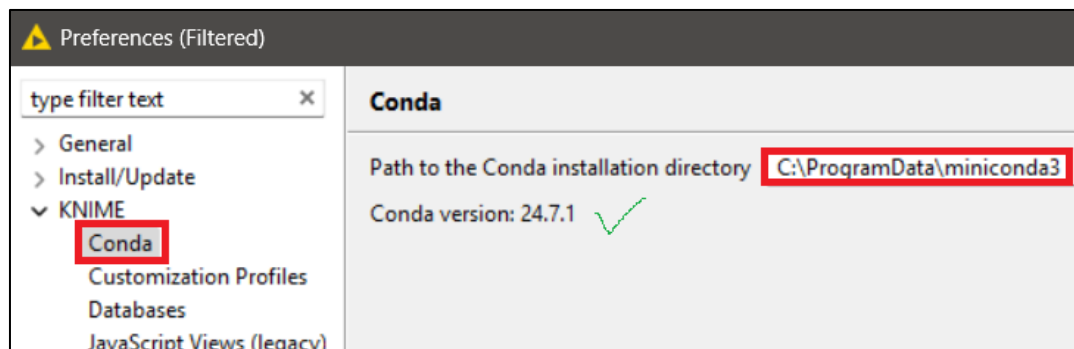 Preferences (Filtered)
type filter text
General
Install/Update
KNIME
Conda
Customization Profiles
Databases
JavaScript Views (legacy)
Conda
Path to the Conda installation directory C:\ProgramData\miniconda3
Conda version: 24.7.1